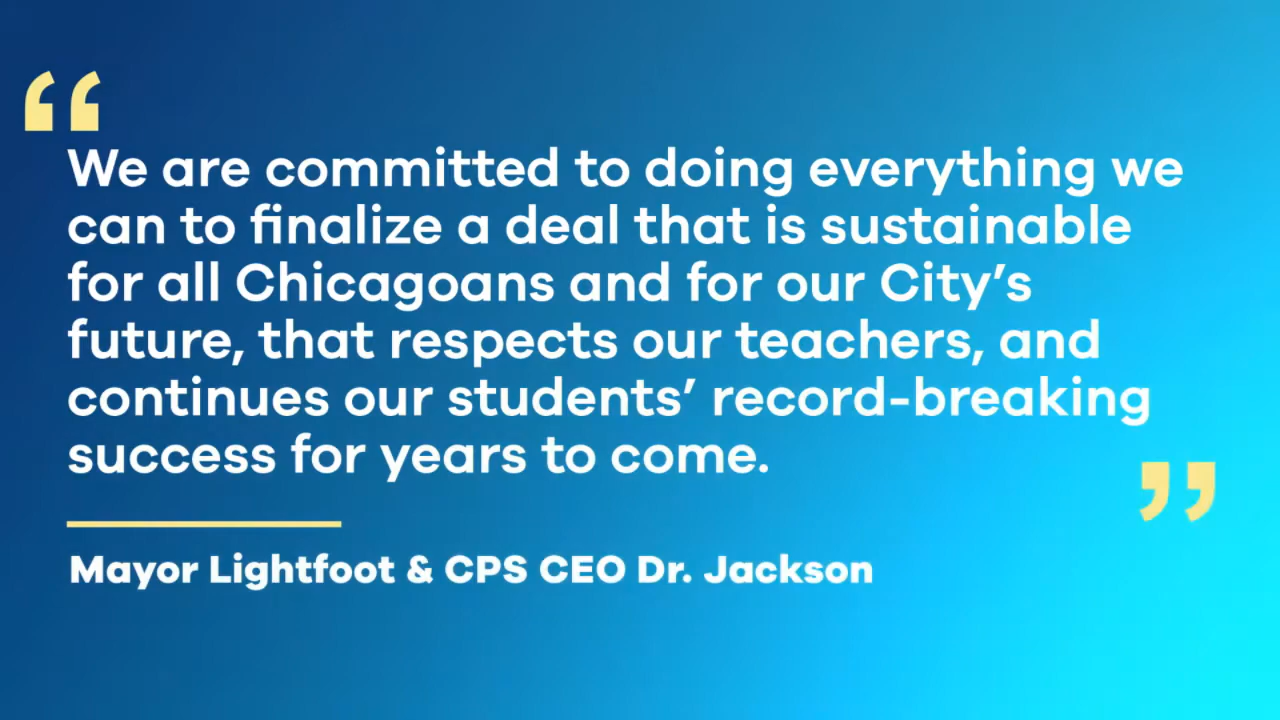 “
We are committed to doing everything we
can to finalize a deal that is sustainable
for all Chicagoans and for our City’s
future, that respects our teachers, and
continues our students’ record-breaking
success for years to come.
”
Mayor Lightfoot & CPS CEO Dr. Jackson